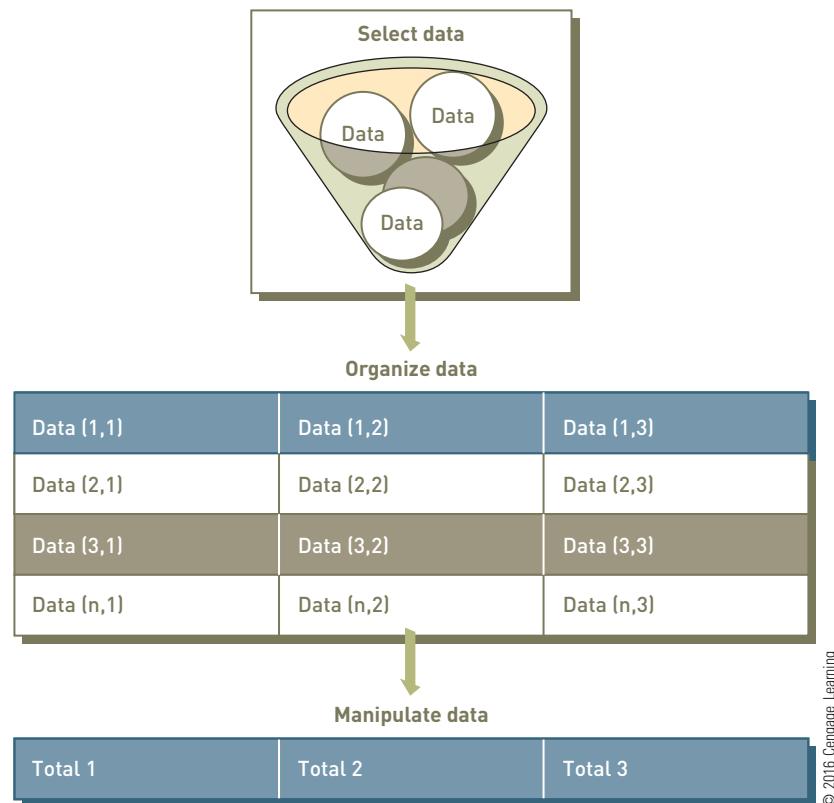 Select data
Data
Data
Data
Organize data
Data (1,1) Data (1,2) Data (1,3)
Data (2,1) Data (2,2) Data (2,3)
Data (3,1) Data (3,2) Data (3,3)
Data (n,1) Data (n,2) Data (n,3)
Manipulate data
Total 1 Total 2 Total 3
© 2016 Cengage Learning